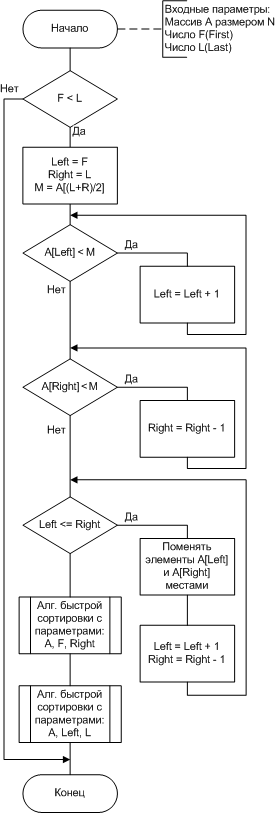 Начало
Входные параметры:
Массив А размером N
Число F(First)
Число L(Last)
F < L
Нет
Да
Left = F
Right = L
M = A[(L+R)/2]
A[Left] < M
Да
Нет
Left = Left + 1
A[Right] < M
Да
Нет
Right = Right - 1
Left <= Right
Да
Поменять
элементы A[Left]
и A[Right]
местами
Left = Left + 1
Right = Right - 1
Алг. быстрой
сортировки с
параметрами:
A, F, Right
Алг. быстрой
сортировки с
параметрами:
A, Left, L
Конец